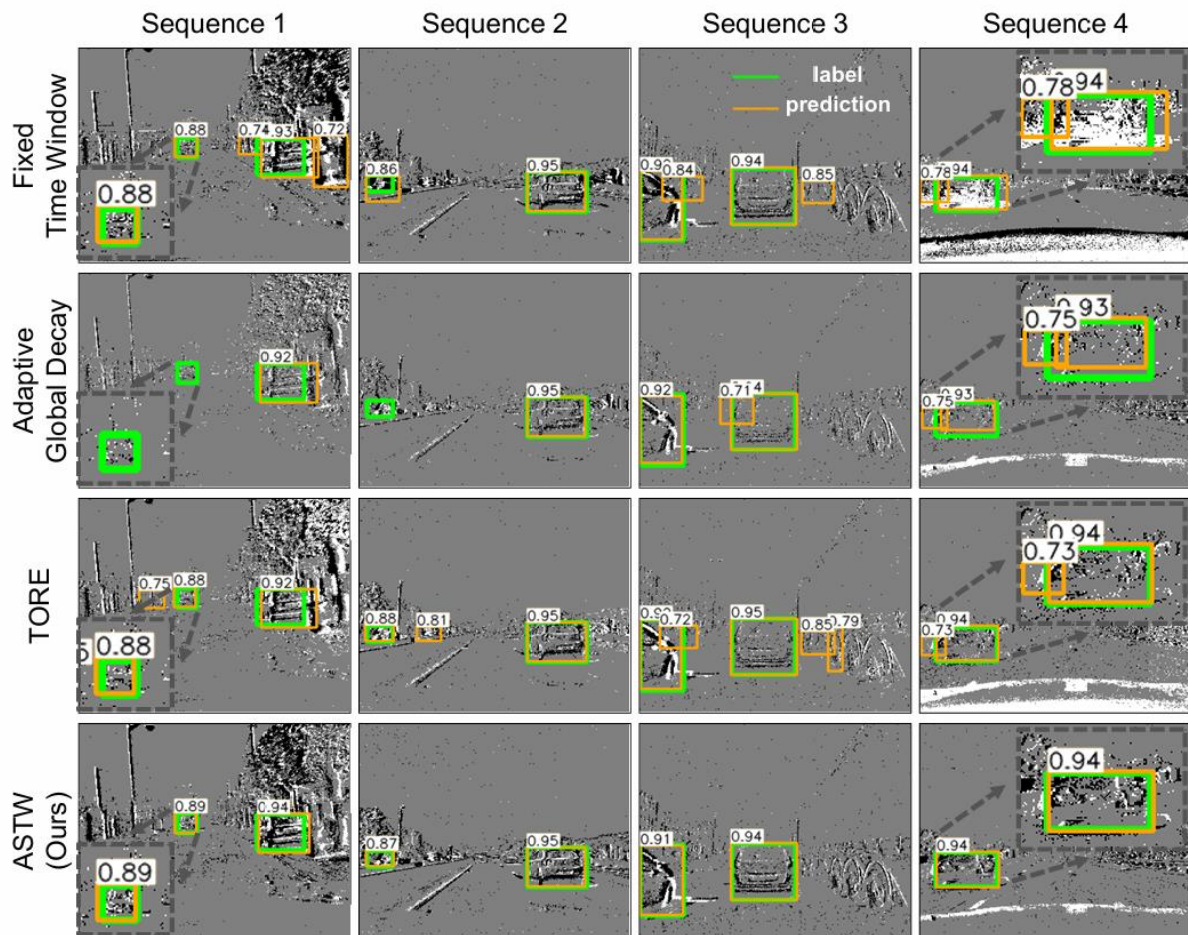 Sequence 1 Sequence 2 Sequence 3 Sequence 4
Fixed
Time Window
0.88 0.74 .93 0.72
0.88
0.86 0.95
label
prediction
0.84 0.94 0.85
0.78 .94
0.78 .94
Adaptive
Global Decay
0.92
0.95
0.92 0.71
0.93
0.75
0.75 .93
TORE
0.75 0.88 0.92
0.88
0.88 0.81 0.95
0.72 0.95 0.85 0.79
0.94
0.73
0.94
0.73
ASTW
(Ours)
0.89 0.94
0.89
0.87 0.95
0.91 0.94
0.94
0.94